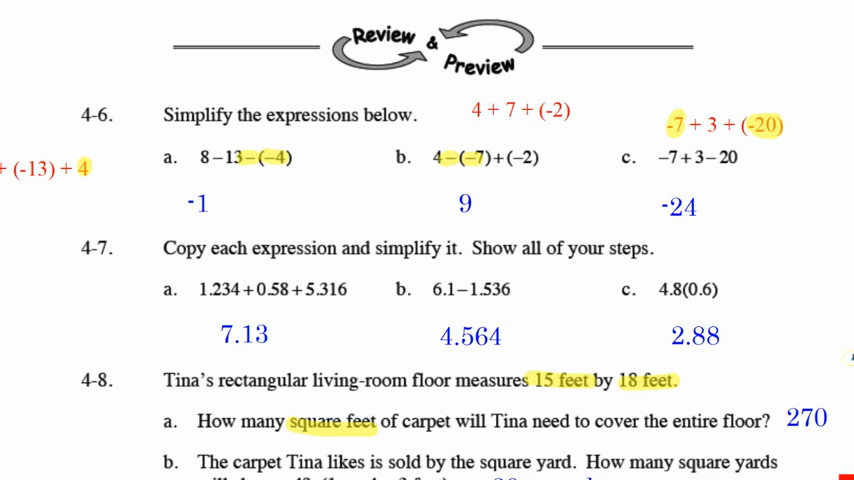 Review & Preview
4 + 7 + (-2)
4-6. Simplify the expressions below.
-7 + 3 + (-20)
a. 8 – 13 – (–4) b. 4 – (–7) + (–2) c. –7 + 3 – 20
+ (-13) + 4
-1 9 -24
4-7. Copy each expression and simplify it. Show all of your steps.
a. 1.234 + 0.58 + 5.316 b. 6.1 – 1.536 c. 4.8(0.6)
7.13 4.564 2.88
4-8. Tina's rectangular living-room floor measures 15 feet by 18 feet.
a. How many square feet of carpet will Tina need to cover the entire floor? 270
b. The carpet Tina likes is sold by the square yard. How many square yards